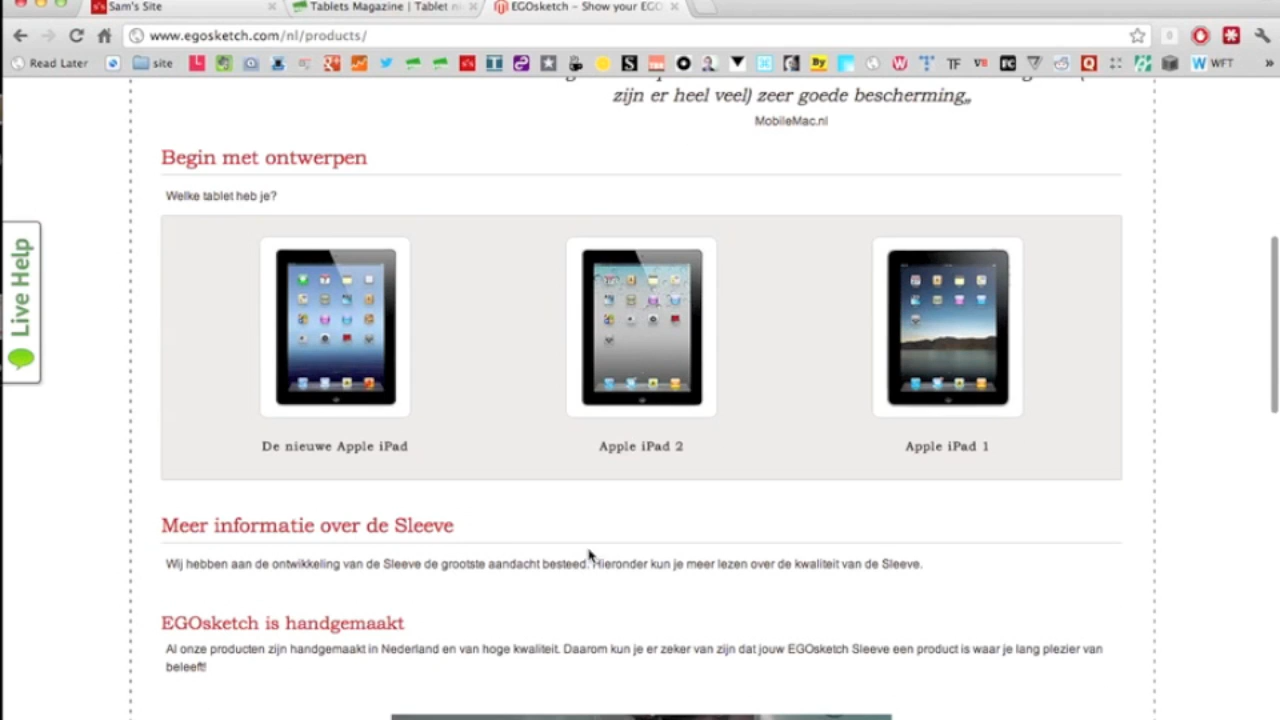 Sam's Site
Tablets Magazine | Tablet
EGOsketch – Show your EGO
www.egosketch.com/nl/products/
Read Later
site
By
TF
FC
WFT
zijn er heel veel) zeer goede bescherming„
MobileMac.nl
Begin met ontwerpen
Welke tablet heb je?
Live Help
De nieuwe Apple iPad
Apple iPad 2
Apple iPad 1
Meer informatie over de Sleeve
Wij hebben aan de ontwikkeling van de Sleeve de grootste aandacht besteed. Hieronder kun je meer lezen over de kwaliteit van de Sleeve.
EGOsketch is handgemaakt
Al onze producten zijn handgemaakt in Nederland en van hoge kwaliteit. Daarom kun je er zeker van zijn dat jouw EGOsketch Sleeve een product is waar je lang plezier van
beleeft!